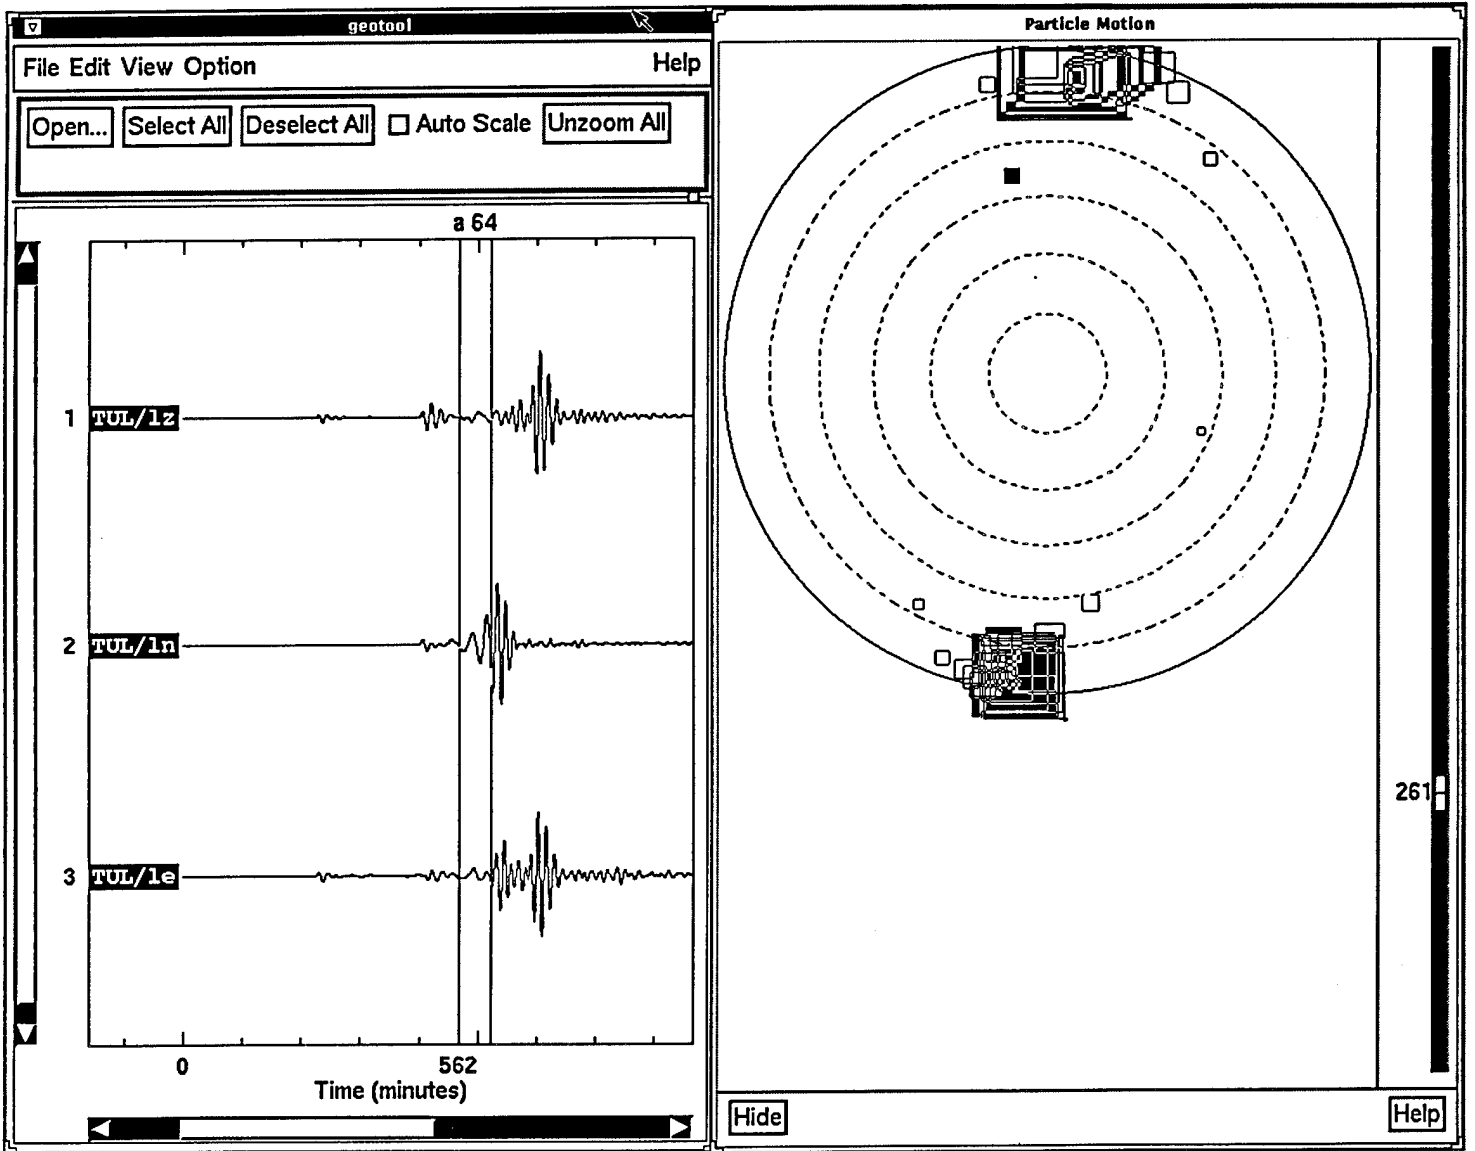 geotool
File Edit View Option Help
Open... Select All Deselect All Auto Scale Unzoom All
a 64
1 TUL/lz
2 TUL/ln
3 TUL/le
0 562
Time (minutes)
Particle Motion
261
Hide Help